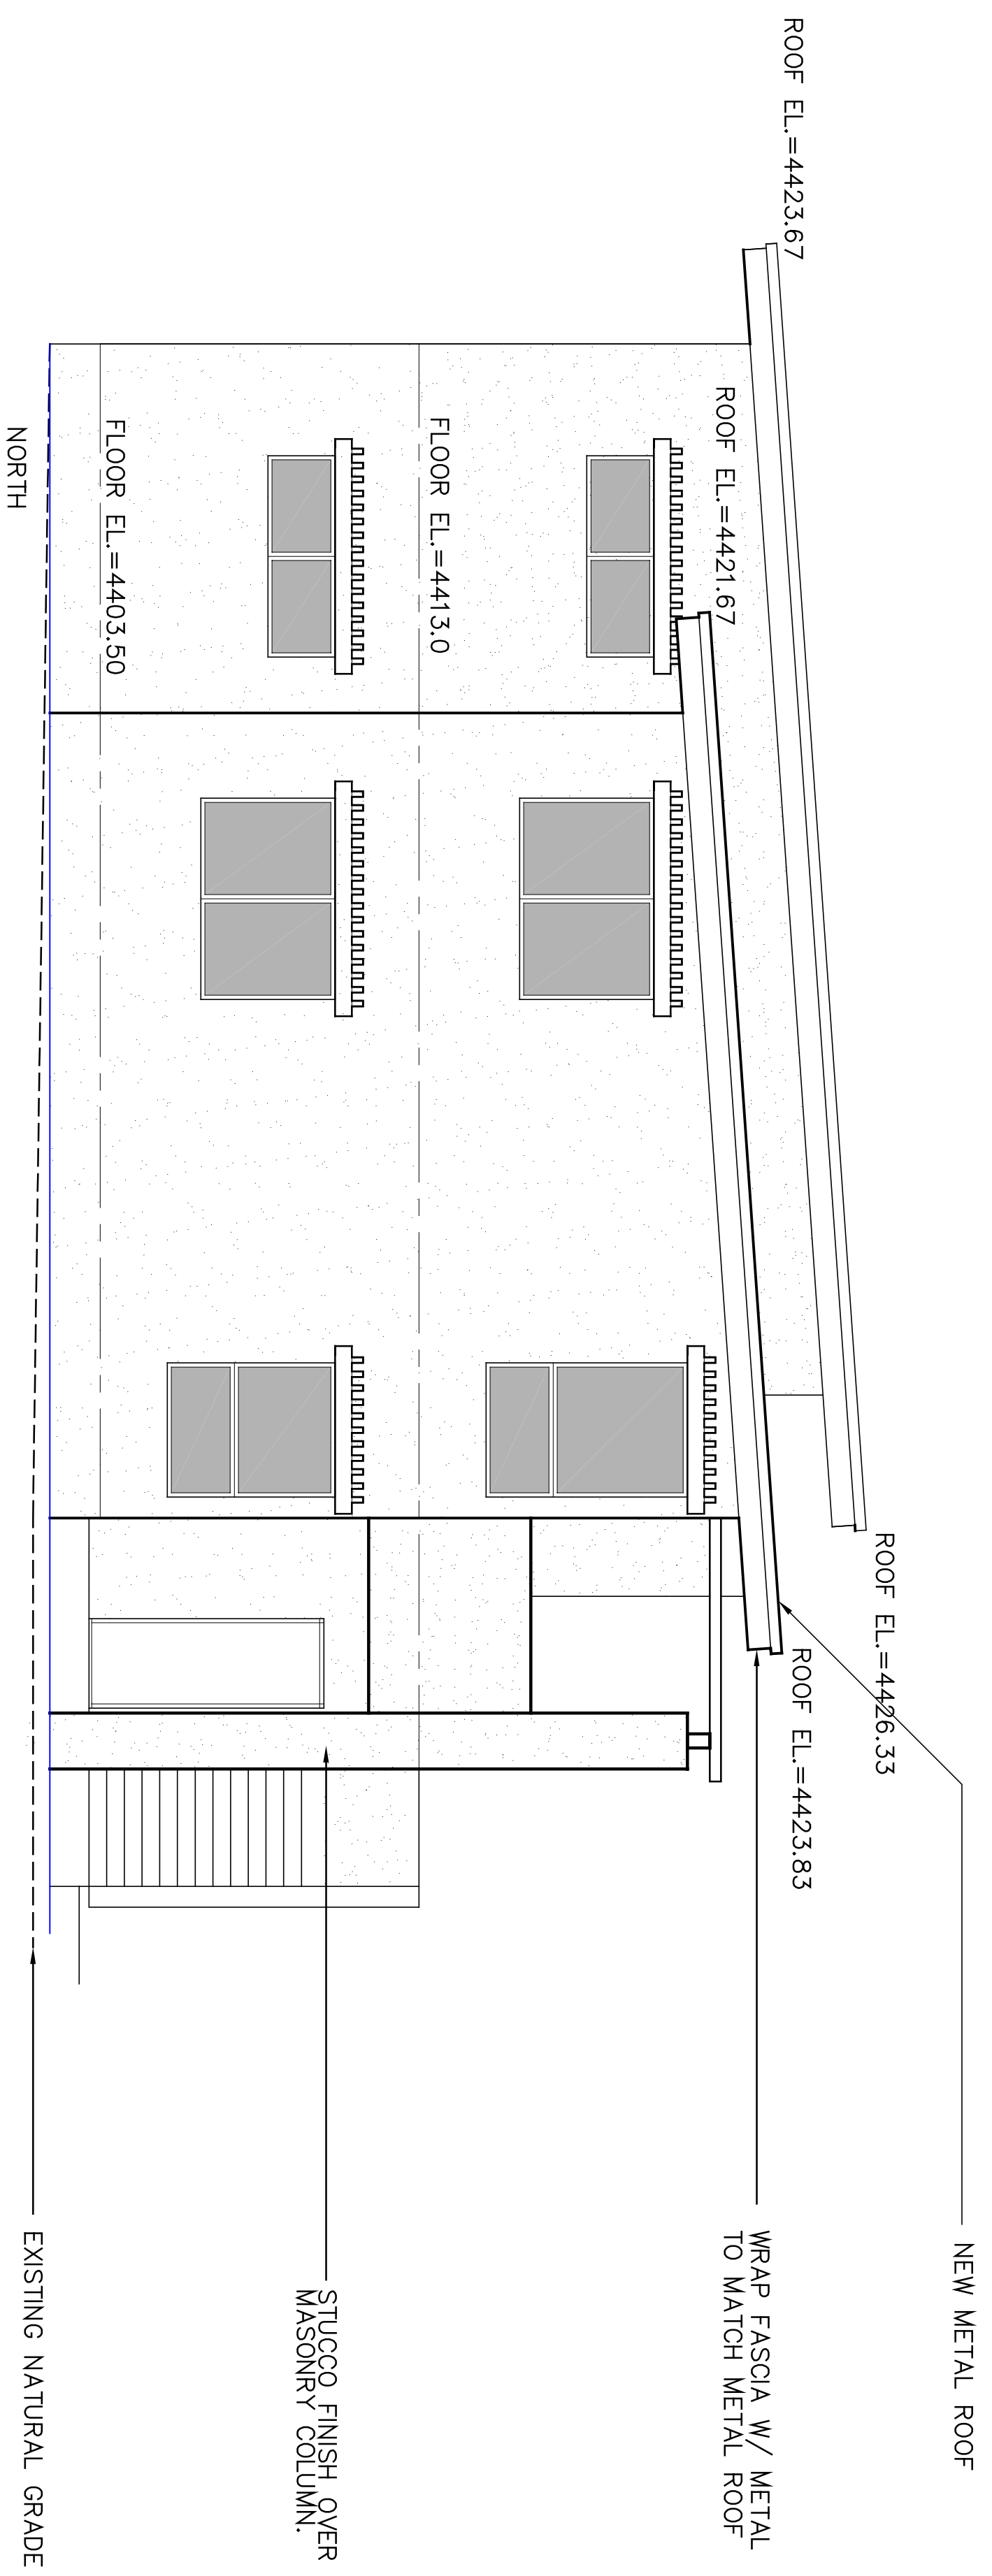 NEW METAL ROOF
ROOF EL.=4426.33
ROOF EL.=4423.67
ROOF EL.=4423.83
WRAP FASCIA W/ METAL
TO MATCH METAL ROOF
ROOF EL.=4421.67
FLOOR EL.=4413.0
STUCCO FINISH OVER
MASONRY COLUMN.
FLOOR EL.=4403.50
EXISTING NATURAL GRADE
NORTH